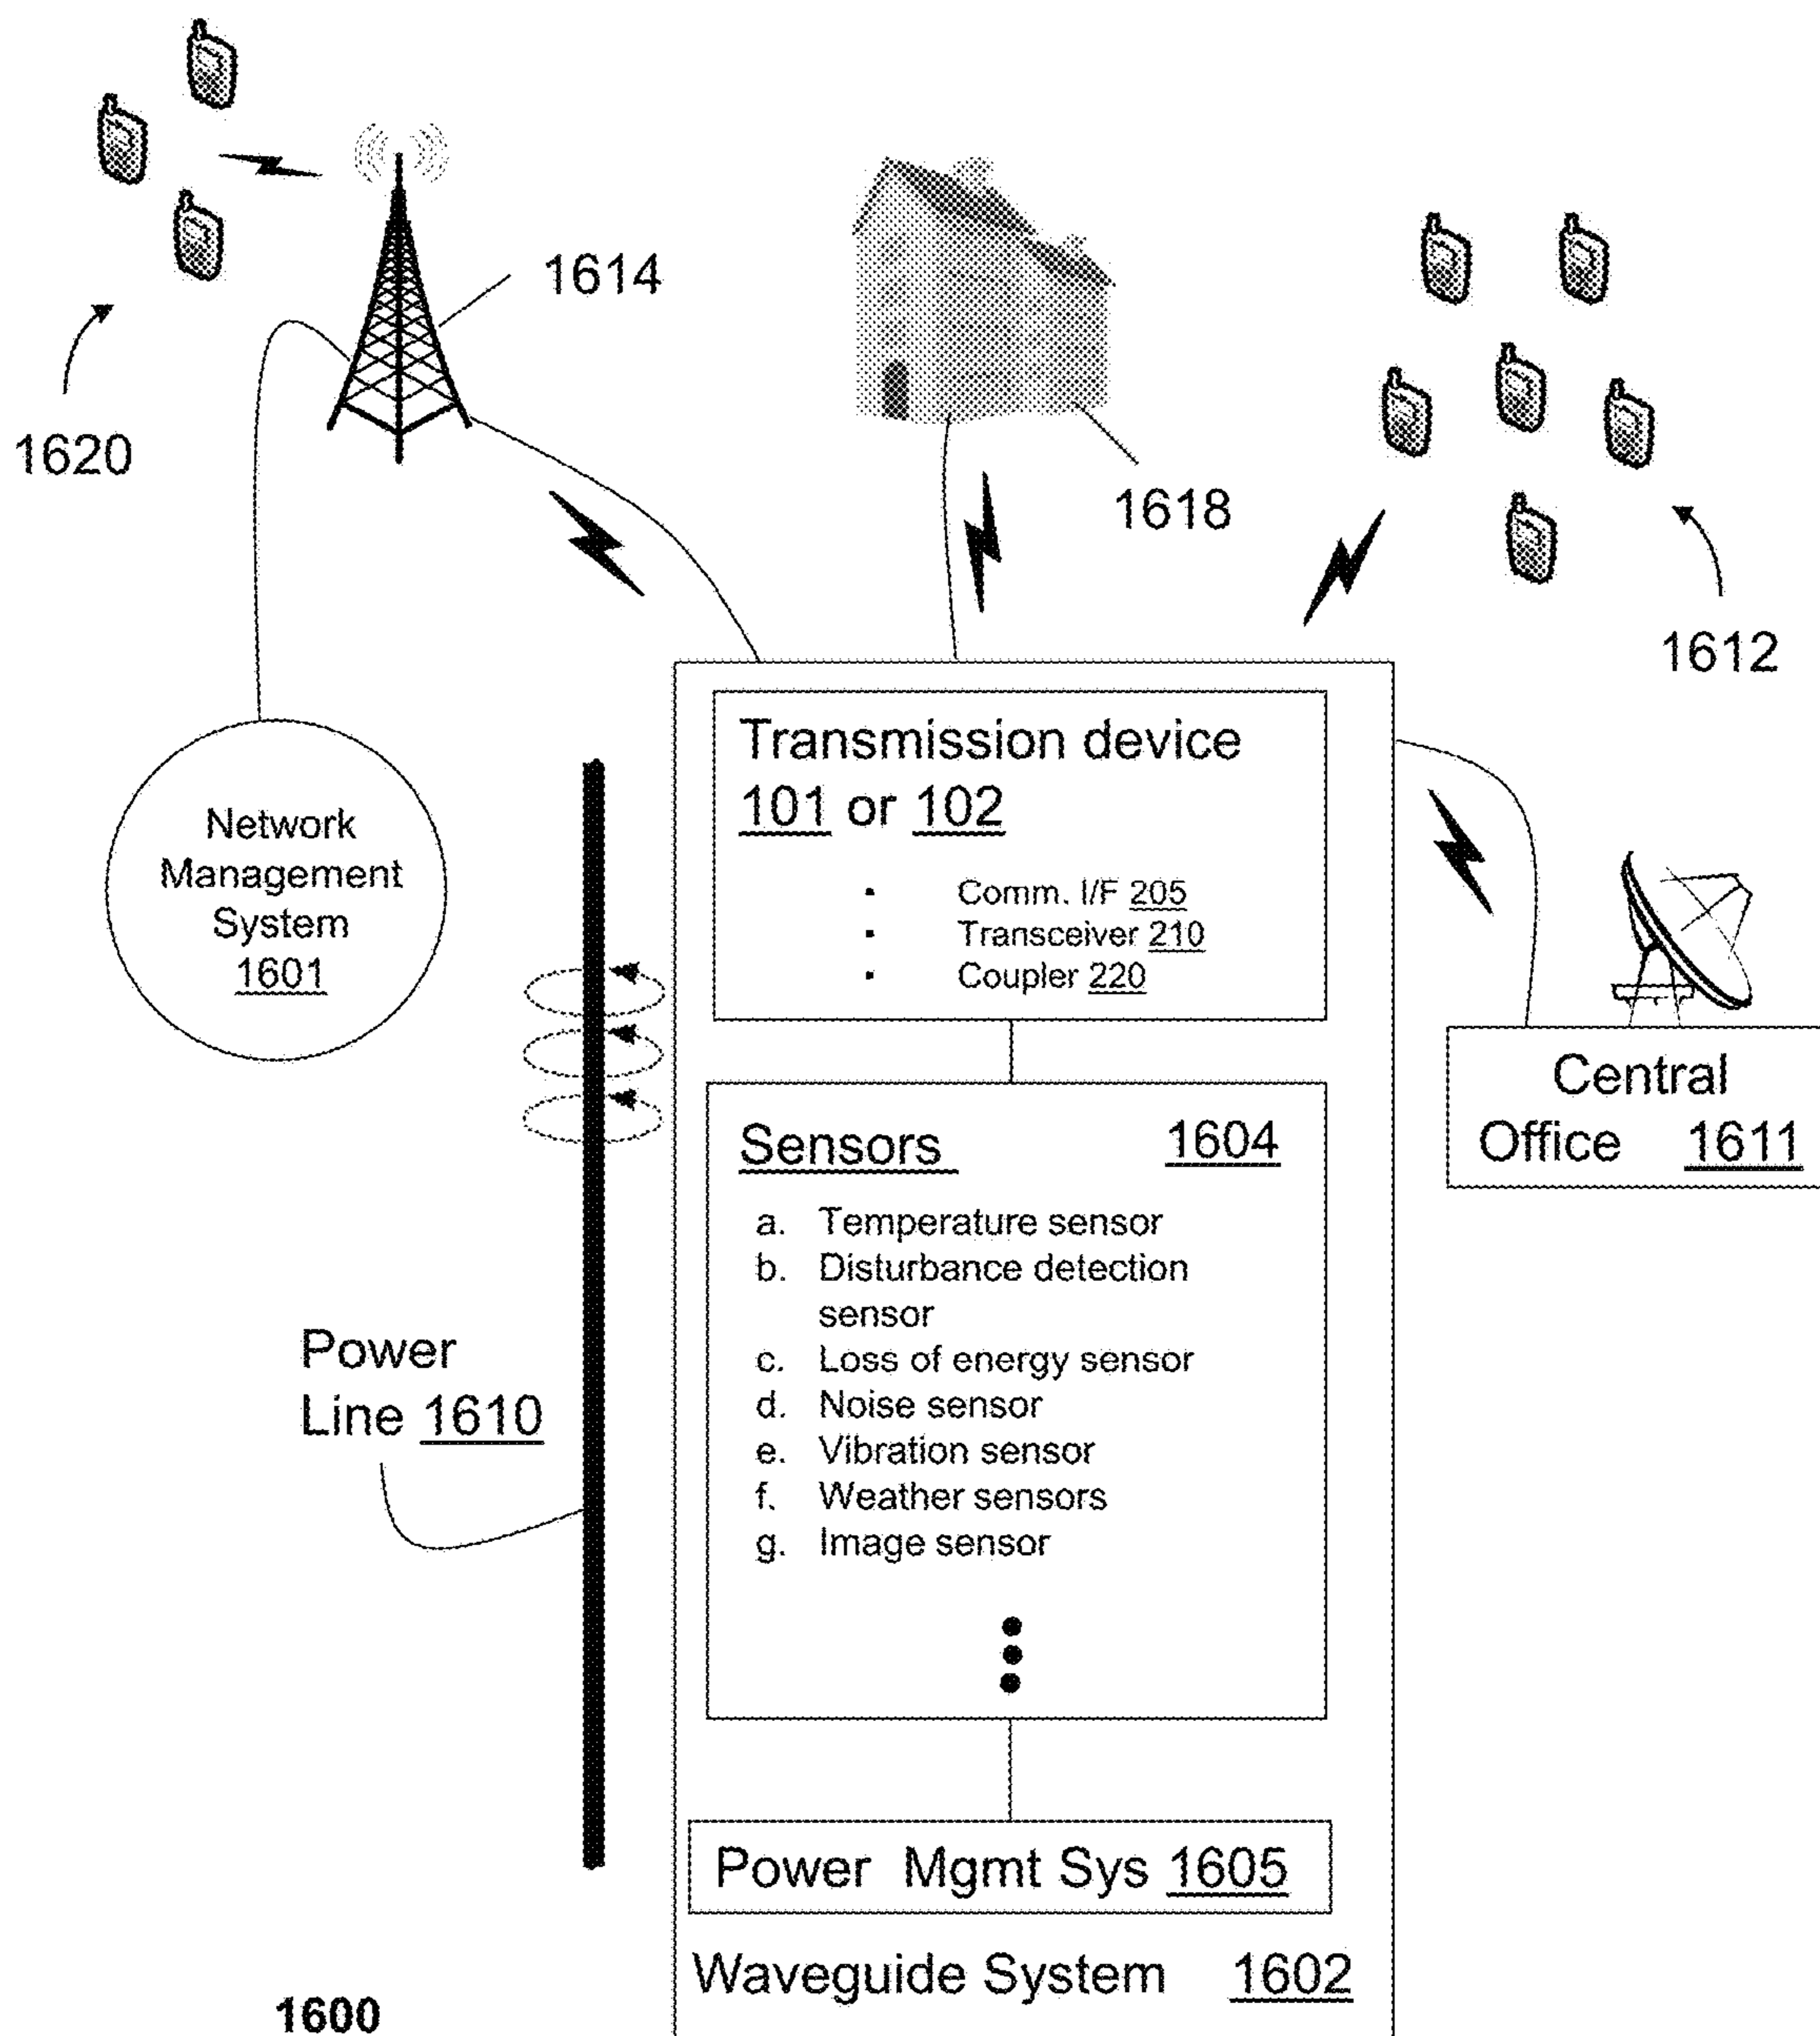 1614
1620
1618
1612
Network
Management
System
1601
Transmission device
101 or 102
▪ Comm. I/F 205
▪ Transceiver 210
▪ Coupler 220
Central
Office 1611
Sensors 1604
a. Temperature sensor
b. Disturbance detection
sensor
c. Loss of energy sensor
d. Noise sensor
e. Vibration sensor
f. Weather sensors
g. Image sensor
Power
Line 1610
Power Mgmt Sys 1605
Waveguide System 1602
1600